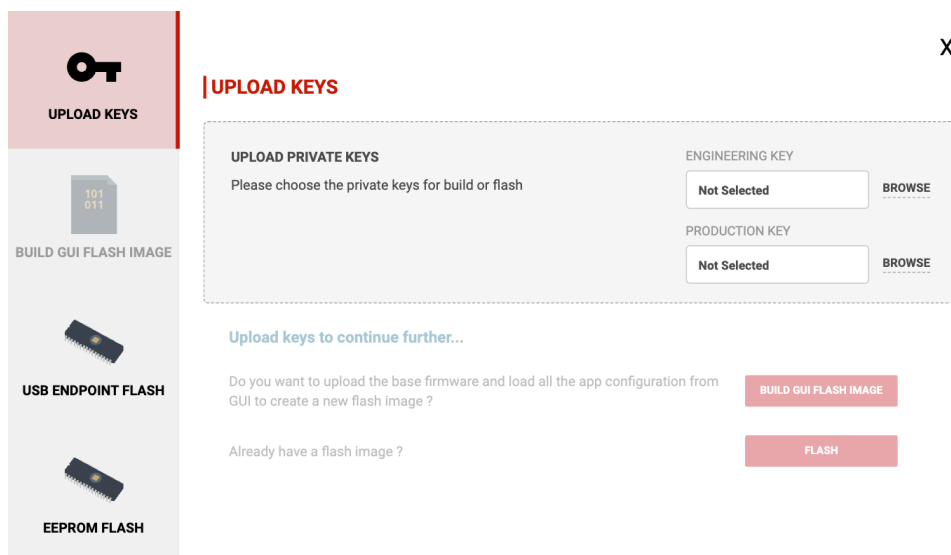 X
UPLOAD KEYS
UPLOAD KEYS
UPLOAD PRIVATE KEYS
Please choose the private keys for build or flash
ENGINEERING KEY
Not Selected
BROWSE
PRODUCTION KEY
Not Selected
BROWSE
101
011
BUILD GUI FLASH IMAGE
USB ENDPOINT FLASH
EEPROM FLASH
Upload keys to continue further...
Do you want to upload the base firmware and load all the app configuration from
GUI to create a new flash image ?
BUILD GUI FLASH IMAGE
Already have a flash image ?
FLASH